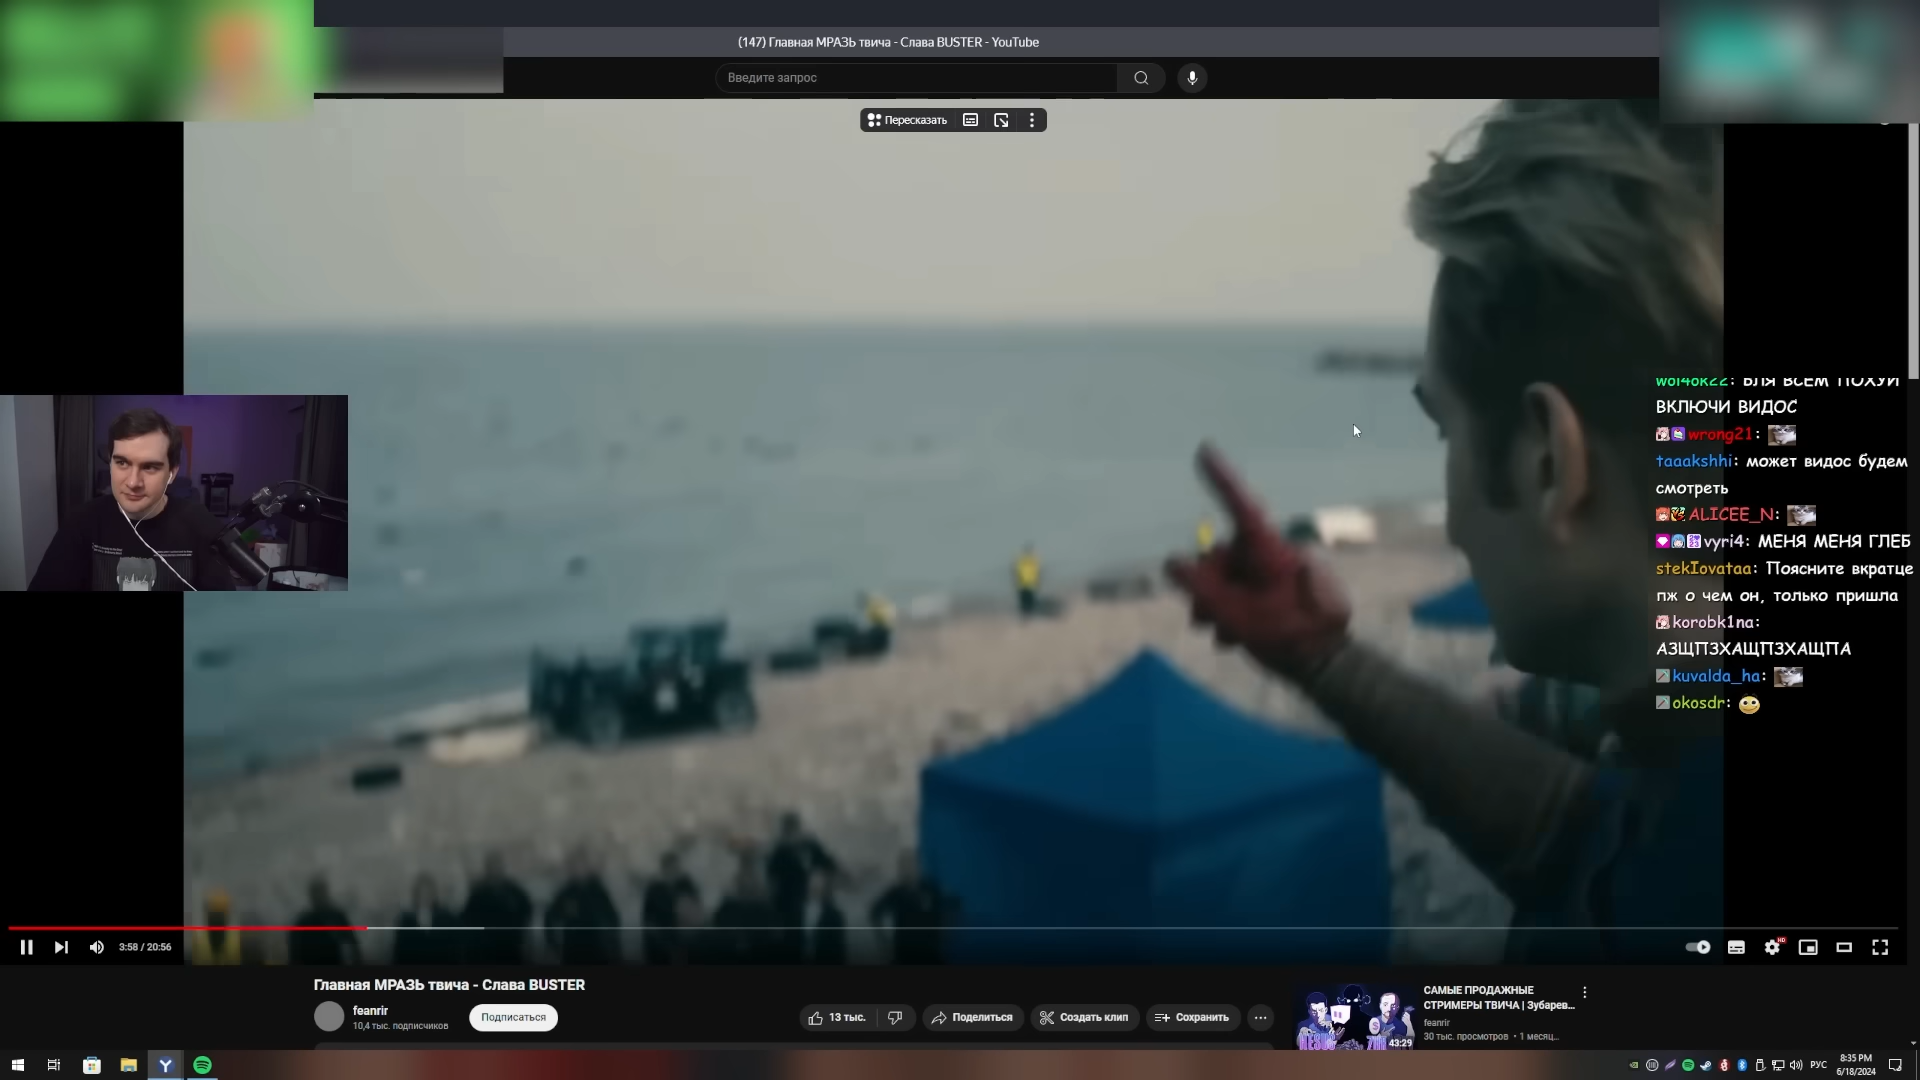 (147) Главная МРАЗЬ твича - Слава BUSTER - YouTube
Введите запрос
Пересказать
wol4ok22: БЛЯ ВСЕМ ПОХУЙ
ВКЛЮЧИ ВИДОС
wrong21:
taaakshhi: может видос будем
смотреть
ALICEE_N:
vyri4: МЕНЯ МЕНЯ ГЛЕБ
stekIovataa: Поясните вкратце
пж о чем он, только пришла
korobk1na:
АЗЩПЗХАЩПЗХАЩПА
kuvalda_ha:
okosdr:
3:58 / 20:56
HD
Главная МРАЗЬ твича - Слава BUSTER
feanrir
10,4 тыс. подписчиков
Подписаться
13 тыс.
Поделиться
Создать клип
Сохранить
САМЫЕ ПРОДАЖНЫЕ
СТРИМЕРЫ ТВИЧА | Зубарев...
feanrir
30 тыс. просмотров • 1 месяц...
43:29
РУС
8:35 PM
6/18/2024